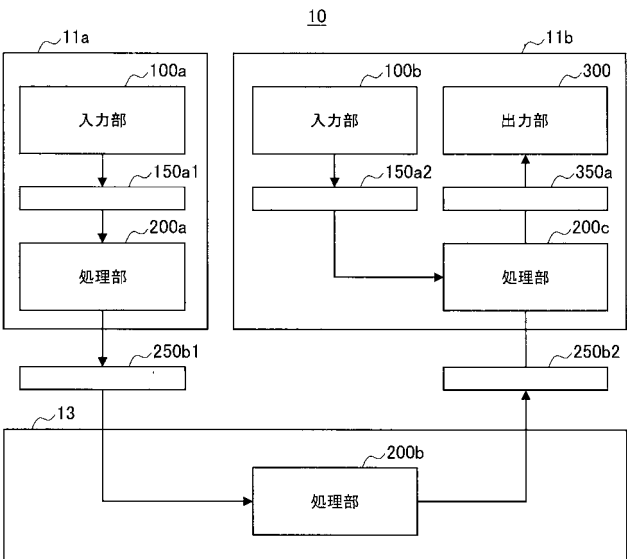 10
11a
11b
100a
100b
300
入力部
入力部
出力部
150a1
150a2
350a
200a
200c
処理部
処理部
250b1
250b2
13
200b
処理部